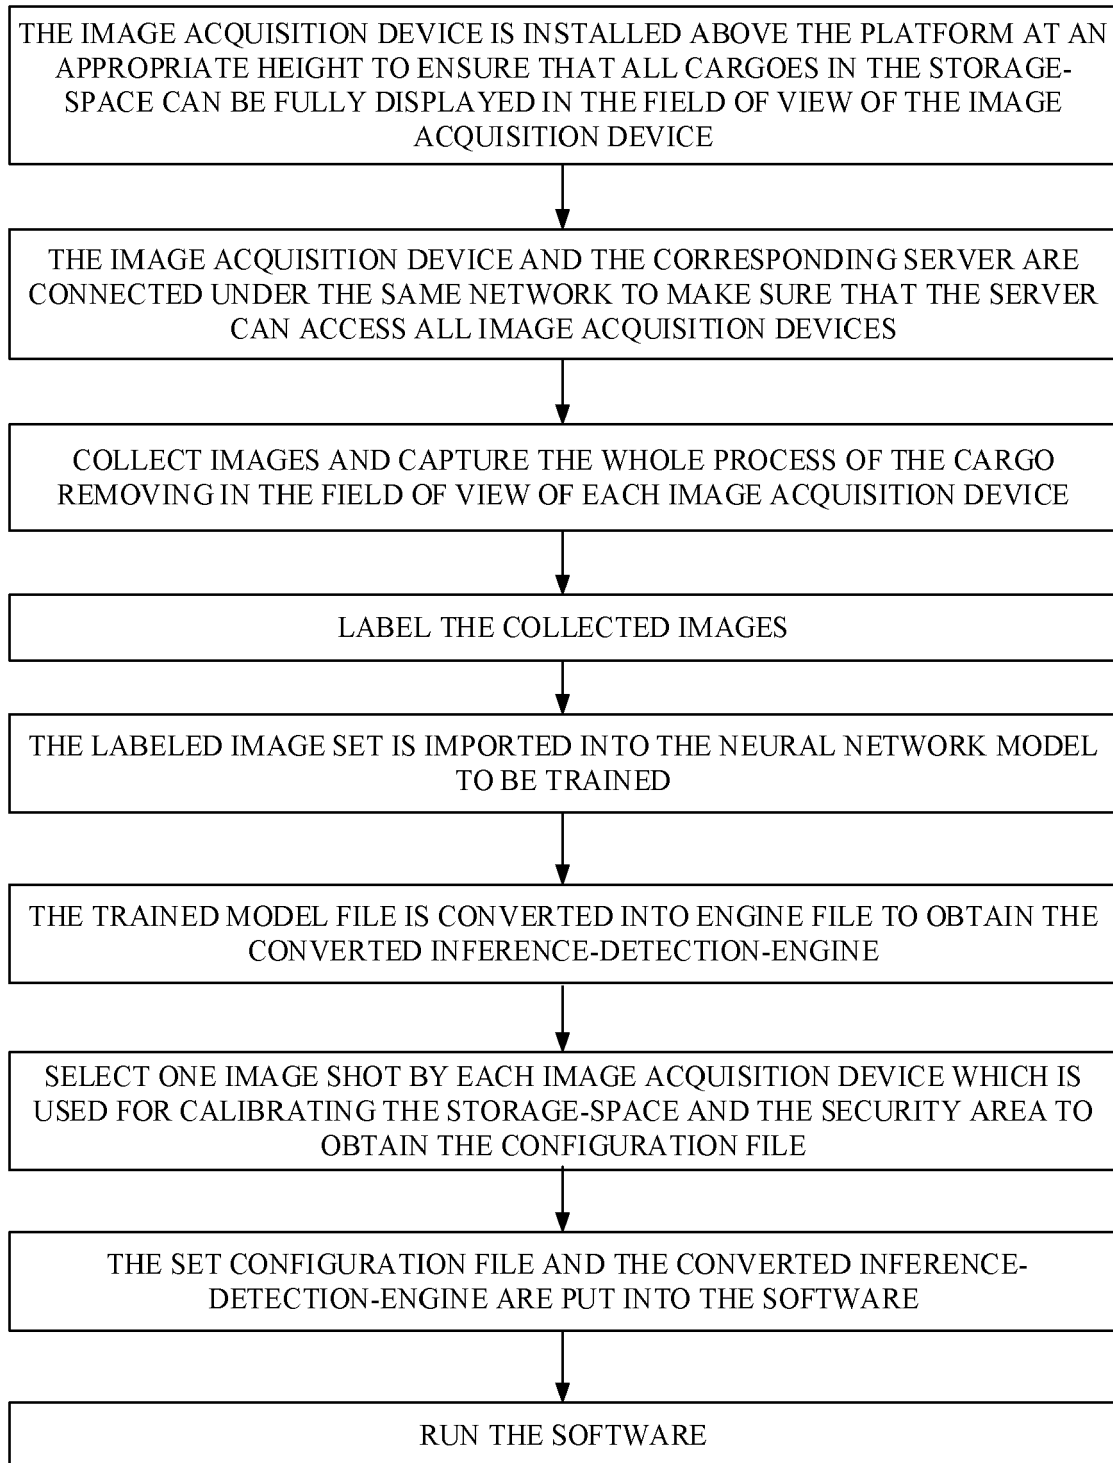 THE IMAGE ACQUISITION DEVICE IS INSTALLED ABOVE THE PLATFORM AT AN
APPROPRIATE HEIGHT TO ENSURE THAT ALL CARGOES IN THE STORAGE-
SPACE CAN BE FULLY DISPLAYED IN THE FIELD OF VIEW OF THE IMAGE
ACQUISITION DEVICE
THE IMAGE ACQUISITION DEVICE AND THE CORRESPONDING SERVER ARE
CONNECTED UNDER THE SAME NETWORK TO MAKE SURE THAT THE SERVER
CAN ACCESS ALL IMAGE ACQUISITION DEVICES
COLLECT IMAGES AND CAPTURE THE WHOLE PROCESS OF THE CARGO
REMOVING IN THE FIELD OF VIEW OF EACH IMAGE ACQUISITION DEVICE
LABEL THE COLLECTED IMAGES
THE LABELED IMAGE SET IS IMPORTED INTO THE NEURAL NETWORK MODEL
TO BE TRAINED
THE TRAINED MODEL FILE IS CONVERTED INTO ENGINE FILE TO OBTAIN THE
CONVERTED INFERENCE-DETECTION-ENGINE
SELECT ONE IMAGE SHOT BY EACH IMAGE ACQUISITION DEVICE WHICH IS
USED FOR CALIBRATING THE STORAGE-SPACE AND THE SECURITY AREA TO
OBTAIN THE CONFIGURATION FILE
THE SET CONFIGURATION FILE AND THE CONVERTED INFERENCE-
DETECTION-ENGINE ARE PUT INTO THE SOFTWARE
RUN THE SOFTWARE